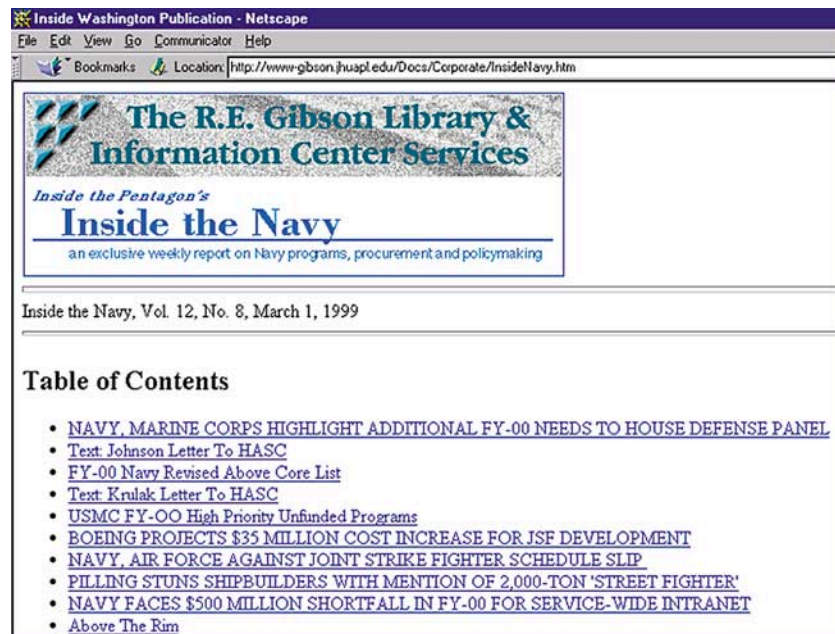 Inside Washington Publication - Netscape
File Edit View Go Communicator Help
Bookmarks Location: http://www-gibson.jhuapl.edu/Docs/Corporate/InsideNavy.htm
The R.E. Gibson Library &
Information Center Services
Inside the Pentagon's
Inside the Navy
an exclusive weekly report on Navy programs, procurement and policymaking
Inside the Navy, Vol. 12, No. 8, March 1, 1999
Table of Contents
• NAVY, MARINE CORPS HIGHLIGHT ADDITIONAL FY-00 NEEDS TO HOUSE DEFENSE PANEL
• Text: Johnson Letter To HASC
• FY-00 Navy Revised Above Core List
• Text: Krulak Letter To HASC
• USMC FY-OO High Priority Unfunded Programs
• BOEING PROJECTS $35 MILLION COST INCREASE FOR JSF DEVELOPMENT
• NAVY, AIR FORCE AGAINST JOINT STRIKE FIGHTER SCHEDULE SLIP
• PILLING STUNS SHIPBUILDERS WITH MENTION OF 2,000-TON 'STREET FIGHTER'
• NAVY FACES $500 MILLION SHORTFALL IN FY-00 FOR SERVICE-WIDE INTRANET
• Above The Rim